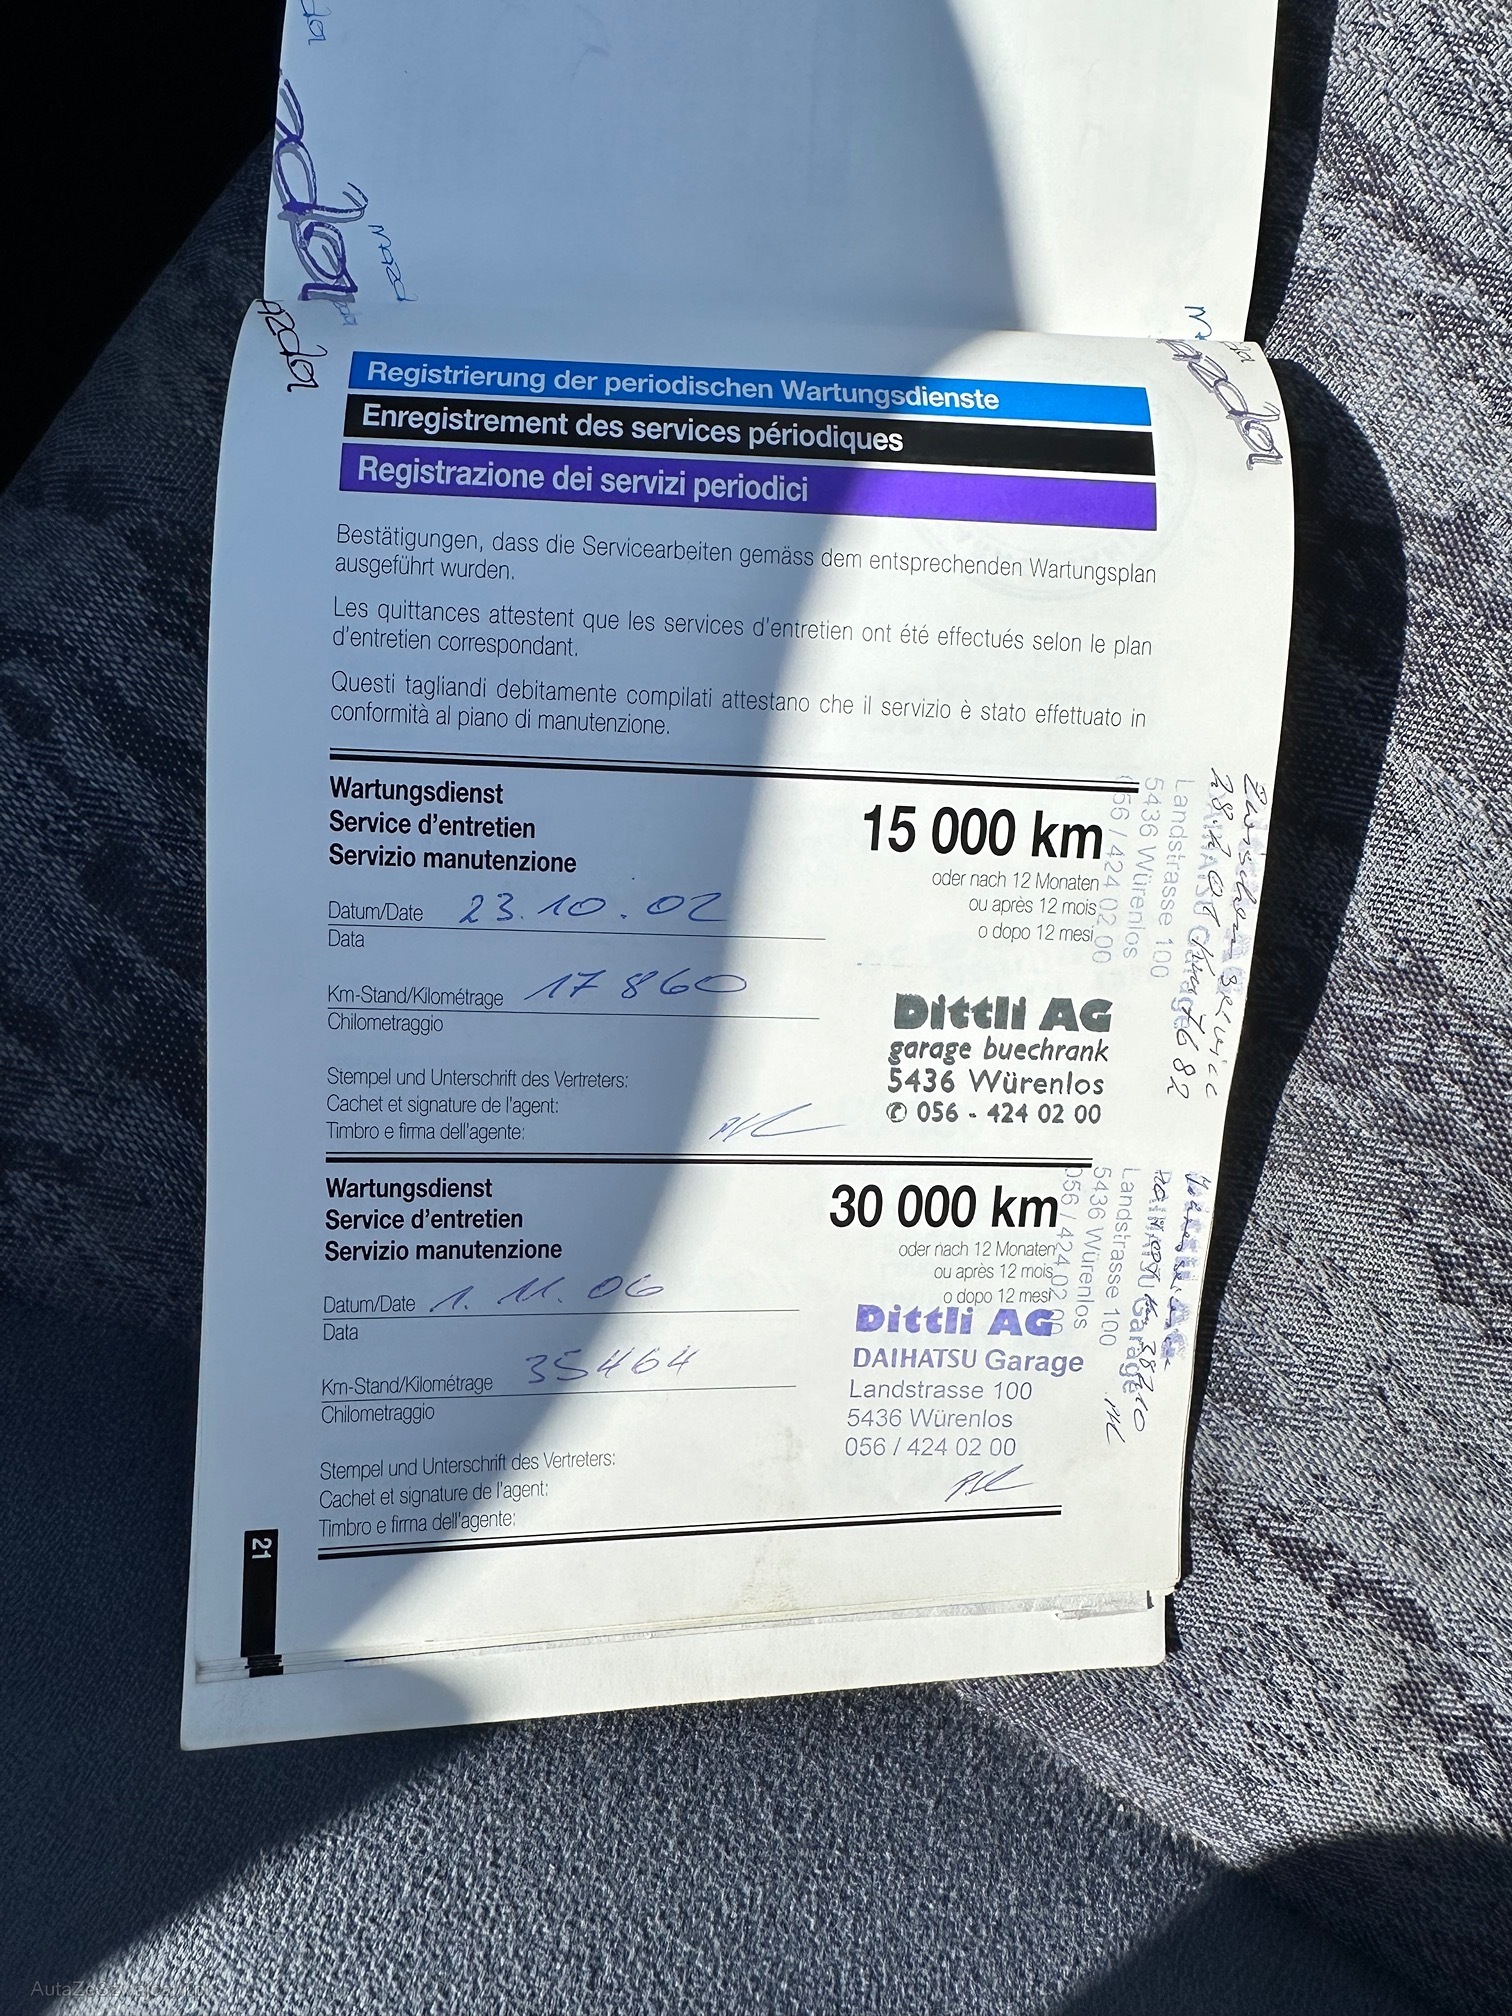 Registrierung der periodischen Wartungsdienste
Enregistrement des services périodiques
Registrazione dei servizi periodici
Bestätigungen, dass die Servicearbeiten gemäss dem entsprechenden Wartungsplan
ausgeführt wurden.
Les quittances attestent que les services d'entretien ont été effectués selon le plan
d'entretien correspondant.
Questi tagliandi debitamente compilati attestano che il servizio è stato effettuato in
conformità al piano di manutenzione.
Wartungsdienst
Service d'entretien
Servizio manutenzione
15 000 km
oder nach 12 Monaten
ou après 12 mois
o dopo 12 mesi
Datum/Date 23.10.02
Data
Km-Stand/Kilométrage 17 860
Chilometraggio
Dittli AG
garage buechrank
5436 Würenlos
✆ 056 - 424 02 00
Stempel und Unterschrift des Vertreters:
Cachet et signature de l'agent:
Timbro e firma dell'agente:
Landstrasse 100
5436 Würenlos
56 / 424 02 00
Wartungsdienst
Service d'entretien
Servizio manutenzione
30 000 km
oder nach 12 Monaten
ou après 12 mois
o dopo 12 mesi
Datum/Date 1. 11. 06
Data
Km-Stand/Kilométrage 35464
Chilometraggio
Dittli AG
DAIHATSU Garage
Landstrasse 100
5436 Würenlos
056 / 424 02 00
Stempel und Unterschrift des Vertreters:
Cachet et signature de l'agent:
Timbro e firma dell'agente:
Garage
Landstrasse 100
5436 Würenlos
056 / 424 02 00
21